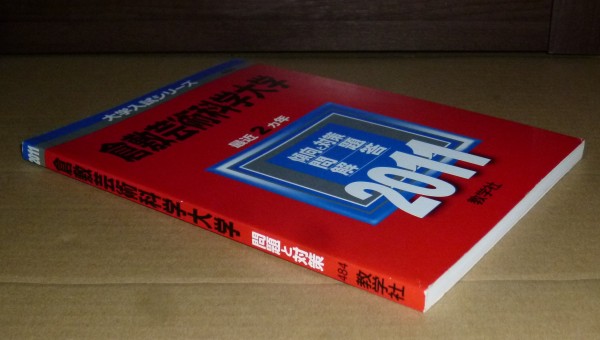 大学入試シリーズ
倉敷芸術科学大学
最近2ヵ年
傾向と対策
問題
解答
2011
教学社
2011
倉敷芸術科学大学
問題と対策
484
教学社